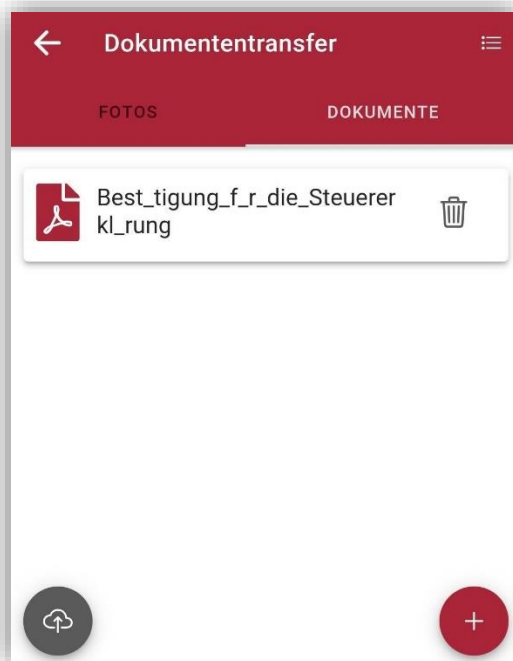 Dokumententransfer
FOTOS
DOKUMENTE
Best_tigung_f_r_die_Steuerer
kl_rung